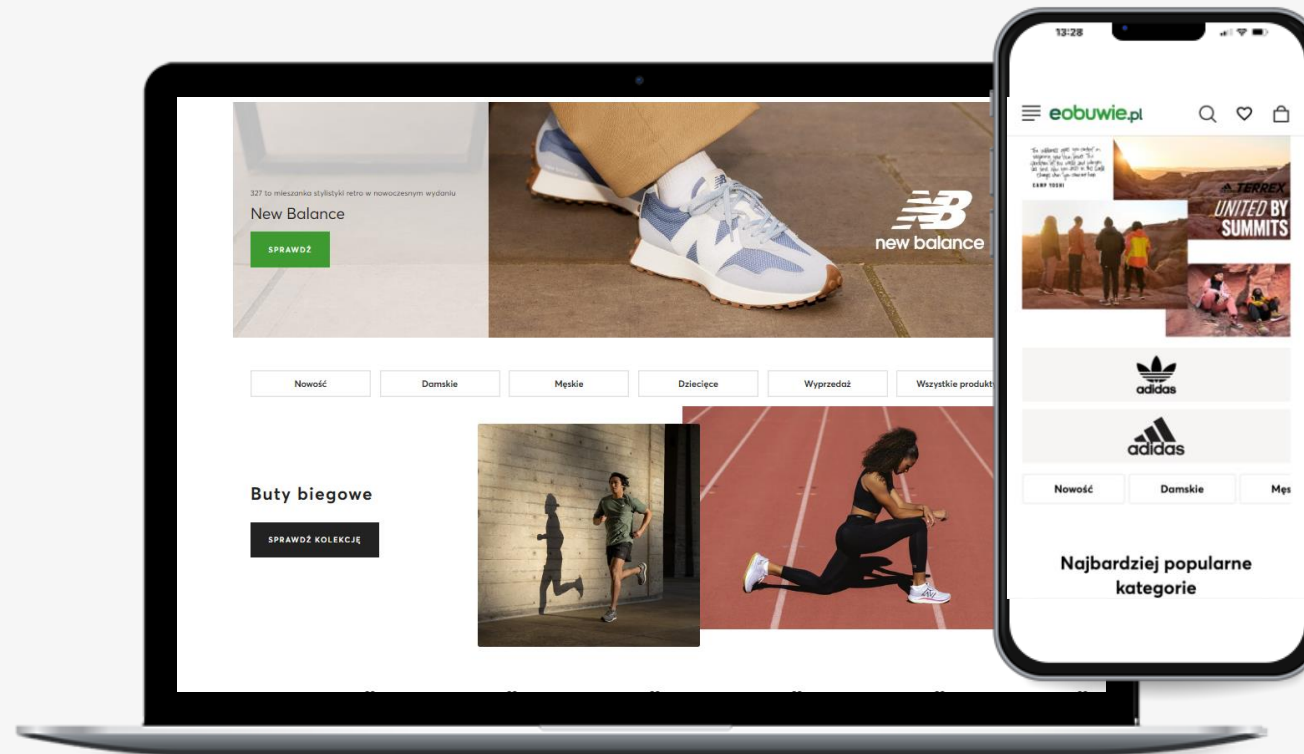 327 to mieszanka stylistyki retro w nowoczesnym wydaniu
New Balance
SPRAWDŹ
new balance
Nowość
Damskie
Męskie
Dziecięce
Wyprzedaż
Wszystkie produkt
Buty biegowe
SPRAWDŹ KOLEKCJĘ
13:28
eobuwie.pl
CAMP YOSHI
TERREX
UNITED BY
SUMMITS
adidas
adidas
Nowość
Damskie
Męs
Najbardziej popularne
kategorie